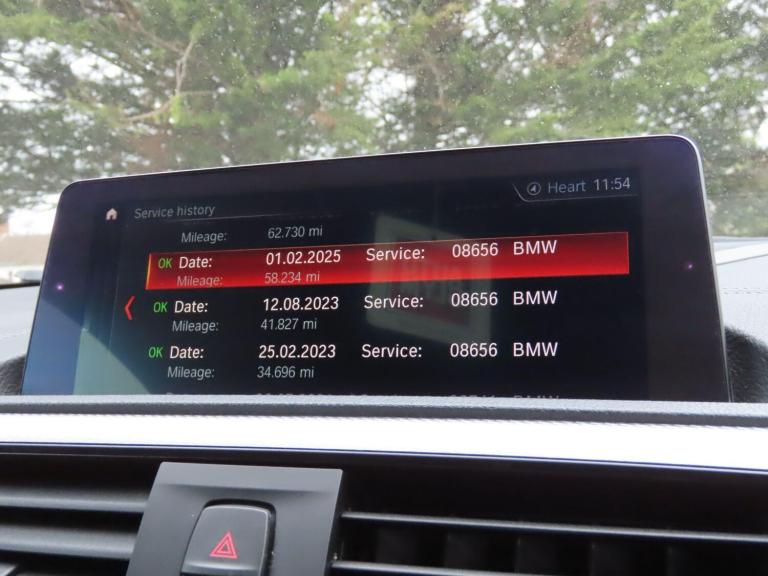 Heart 11:54
Service history
Mileage: 62.730 mi
OK Date: 01.02.2025 Service: 08656 BMW
Mileage: 58.234 mi
OK Date: 12.08.2023 Service: 08656 BMW
Mileage: 41.827 mi
OK Date: 25.02.2023 Service: 08656 BMW
Mileage: 34.696 mi